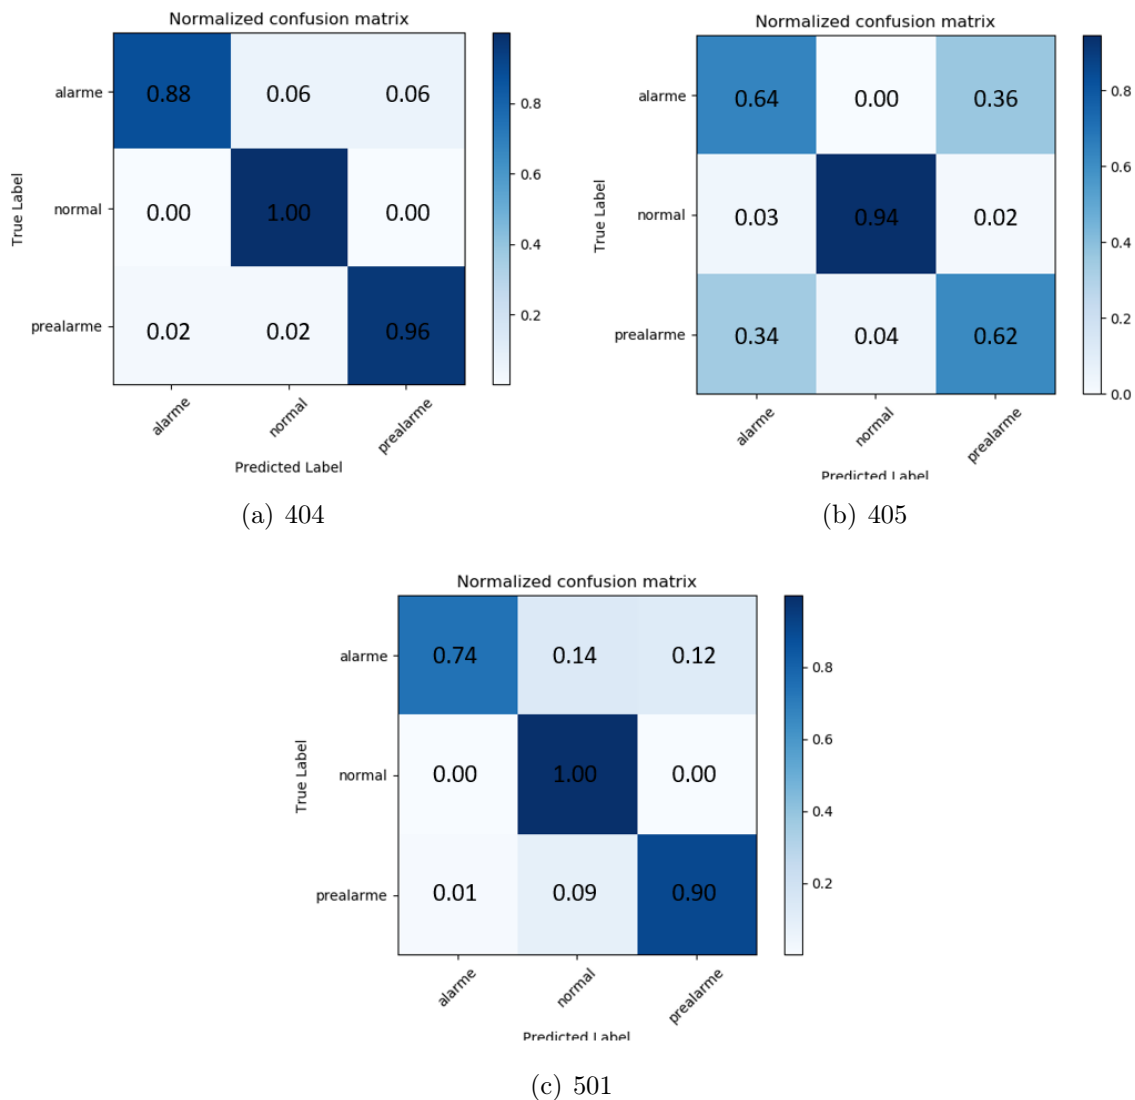 Normalized confusion matrix
alarme 0.88 0.06 0.06
0.8
normal 0.00 1.00 0.00
0.6
0.4
prealarme 0.02 0.02 0.96
0.2
True Label
alarme normal prealarme
Predicted Label
(a) 404
Normalized confusion matrix
alarme 0.64 0.00 0.36
0.8
normal 0.03 0.94 0.02
0.6
0.4
prealarme 0.34 0.04 0.62
0.2
0.0
True Label
alarme normal prealarme
Predicted Label
(b) 405
Normalized confusion matrix
alarme 0.74 0.14 0.12
0.8
normal 0.00 1.00 0.00
0.6
0.4
prealarme 0.01 0.09 0.90
0.2
True Label
alarme normal prealarme
Predicted Label
(c) 501